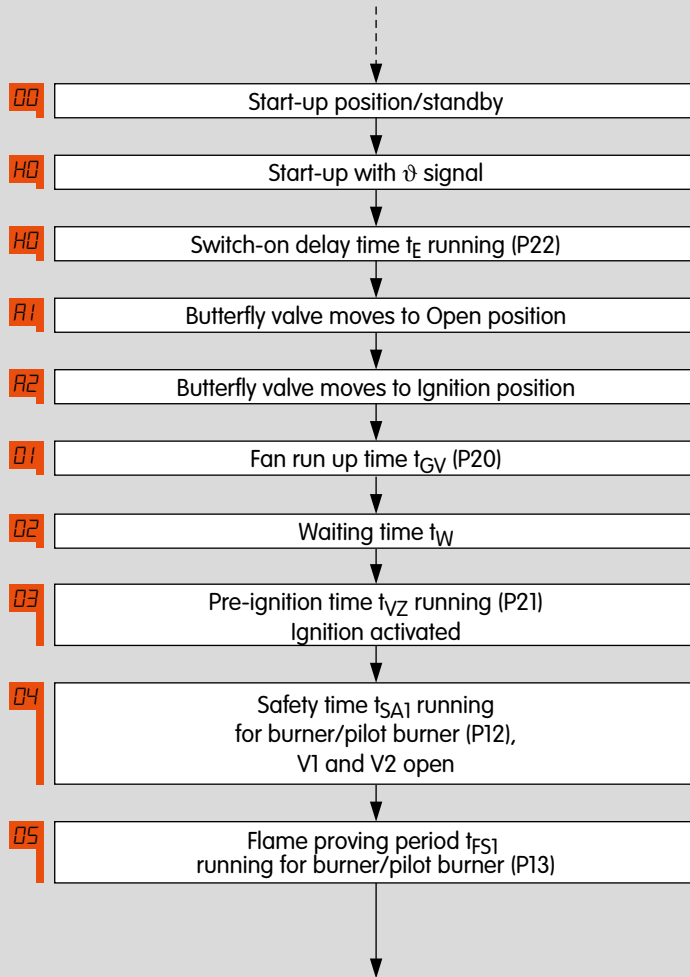 00
Start-up position/standby
H0
Start-up with ϑ signal
H0
Switch-on delay time tE running (P22)
A1
Butterfly valve moves to Open position
A2
Butterfly valve moves to Ignition position
01
Fan run up time tGV (P20)
02
Waiting time tW
03
Pre-ignition time tVZ running (P21)
Ignition activated
04
Safety time tSA1 running
for burner/pilot burner (P12),
V1 and V2 open
05
Flame proving period tFS1
running for burner/pilot burner (P13)